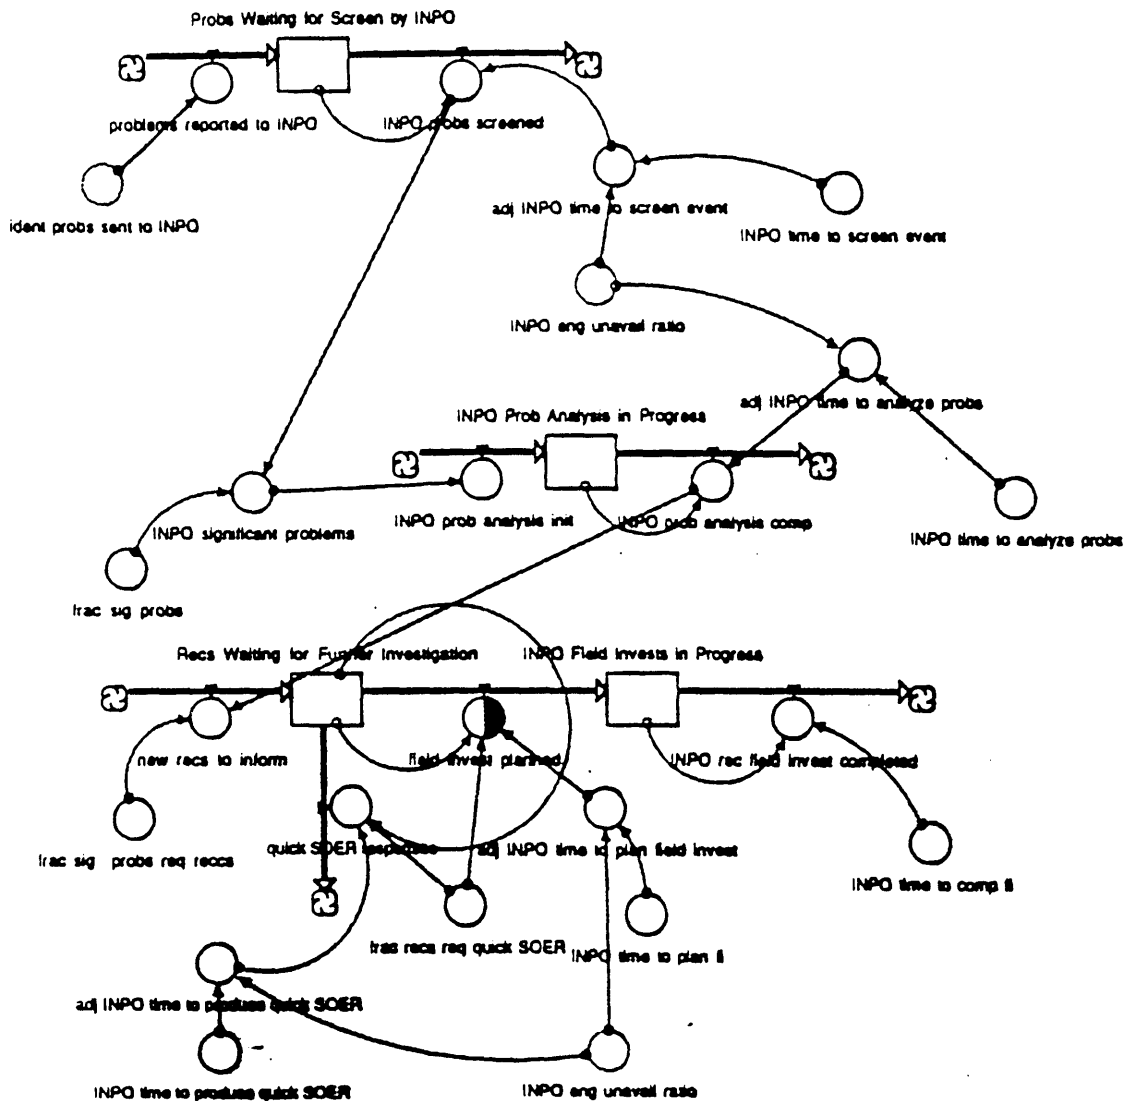 Probs Waiting for Screen by INPO
problems reported to INPO
INPO probs screened
ident probs sent to INPO
adj INPO time to screen event
INPO time to screen event
INPO eng unavail ratio
adj INPO time to analyze probs
INPO Prob Analysis in Progress
INPO prob analysis init
INPO prob analysis comp
INPO significant problems
INPO time to analyze probs
frac sig probs
Recs Waiting for Further Investigation
INPO Field Invests in Progress
new recs to inform
field invest planned
INPO rec field invest completed
frac sig probs req reccs
quick SOER responses
adj INPO time to plan field invest
INPO time to comp fi
frac recs req quick SOER
INPO time to plan fi
adj INPO time to produce quick SOER
INPO time to produce quick SOER
INPO eng unavail ratio